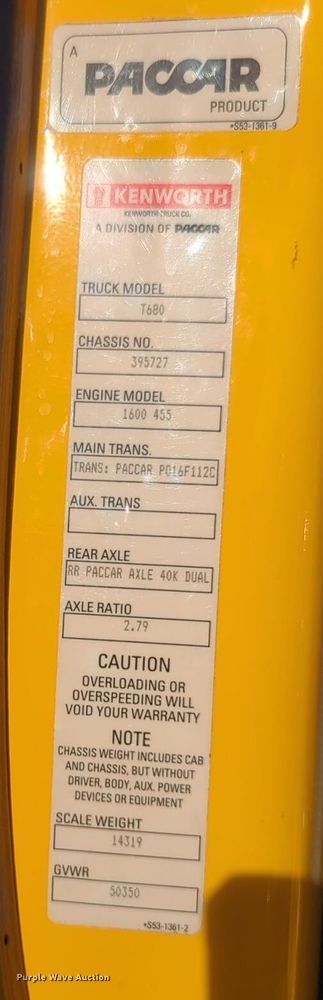 A
PACCAR
PRODUCT
*S53-1361-9
KENWORTH
KENWORTH TRUCK CO.
A DIVISION OF PACCAR
TRUCK MODEL
T680
CHASSIS NO.
395727
ENGINE MODEL
1600 455
MAIN TRANS.
TRANS: PACCAR PO16F112C
AUX. TRANS
REAR AXLE
RR PACCAR AXLE 40K DUAL
AXLE RATIO
2.79
CAUTION
OVERLOADING OR
OVERSPEEDING WILL
VOID YOUR WARRANTY
NOTE
CHASSIS WEIGHT INCLUDES CAB
AND CHASSIS, BUT WITHOUT
DRIVER, BODY, AUX. POWER
DEVICES OR EQUIPMENT
SCALE WEIGHT
14319
GVWR
50350
*S53-1361-2
Purple Wave Auction